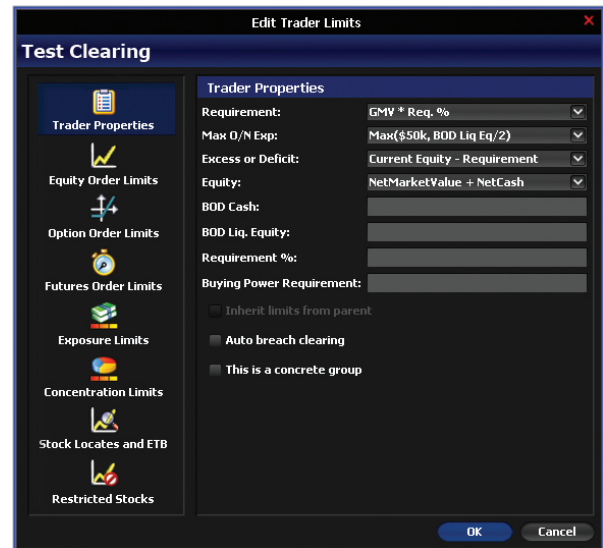 Edit Trader Limits
Test Clearing
Trader Properties
Equity Order Limits
Option Order Limits
Futures Order Limits
Exposure Limits
Concentration Limits
Stock Locates and ETB
Restricted Stocks
Trader Properties
Requirement: GMV * Req. %
Max O/N Exp: Max($50k, BOD Liq Eq/2)
Excess or Deficit: Current Equity - Requirement
Equity: NetMarketValue + NetCash
BOD Cash:
BOD Liq. Equity:
Requirement %:
Buying Power Requirement:
Inherit limits from parent
Auto breach clearing
This is a concrete group
OK Cancel